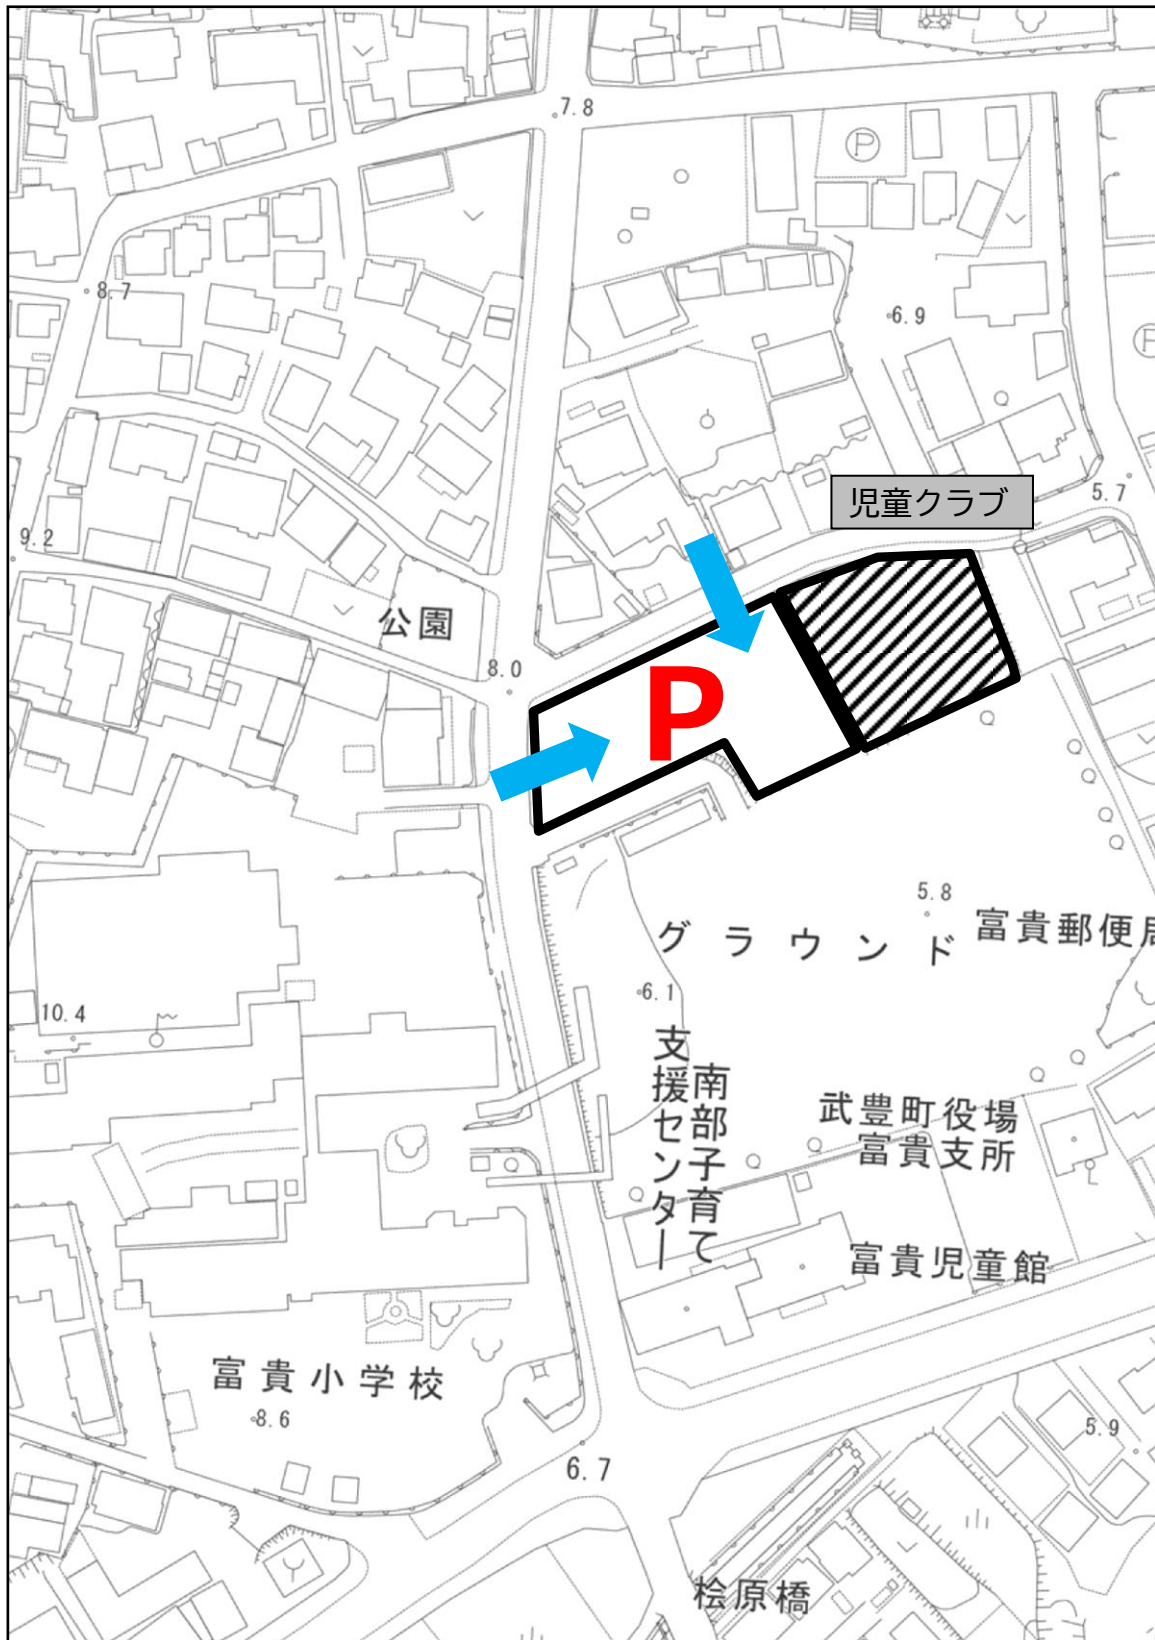 7.8
P
8.7
6.9
P
児童クラブ
5.7
9.2
公園
8.0
P
5.8
グラウンド
富貴郵便局
6.1
10.4
南部子育て
支援センター
武豊町役場
富貴支所
富貴児童館
富貴小学校
8.6
5.9
6.7
桧原橋